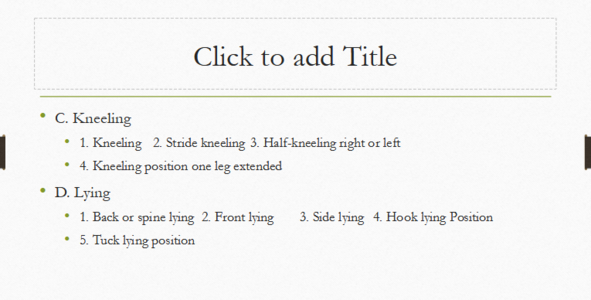 Click to add Title
C. Kneeling
1. Kneeling 2. Stride kneeling 3. Half-kneeling right or left
4. Kneeling position one leg extended
D. Lying
1. Back or spine lying 2. Front lying 3. Side lying 4. Hook lying Position
5. Tuck lying position